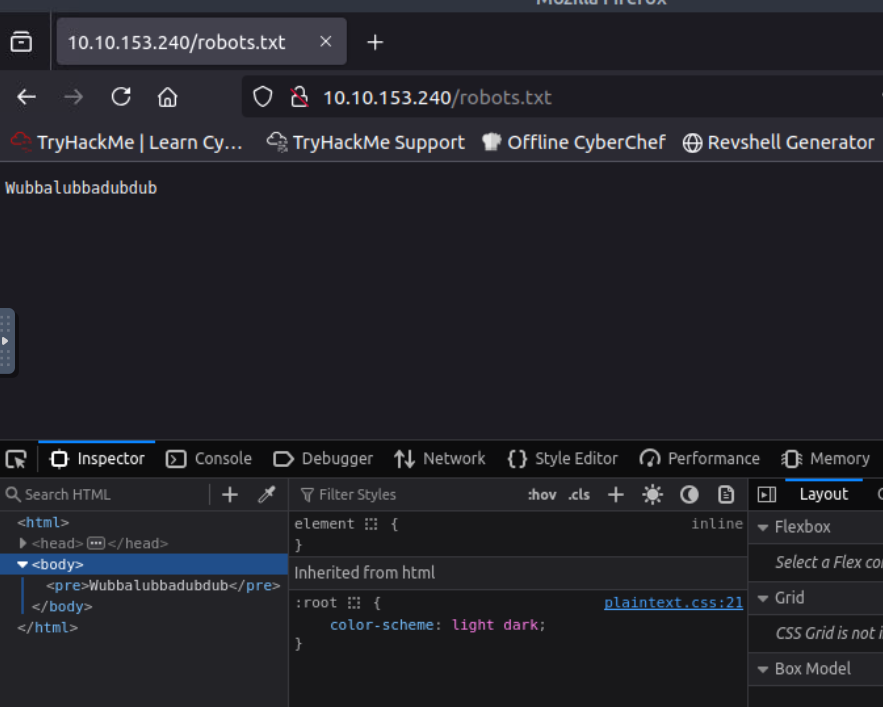 Mozilla Firefox
10.10.153.240/robots.txt
10.10.153.240/robots.txt
TryHackMe | Learn Cy… TryHackMe Support Offline CyberChef Revshell Generator
Wubbalubbadubdub
Inspector Console Debugger Network Style Editor Performance Memory
Search HTML
Filter Styles :hov .cls
Layout
<html>
<head> </head>
<body>
<pre>Wubbalubbadubdub</pre>
</body>
</html>
element { inline
}
Inherited from html
:root { plaintext.css:21
color-scheme: light dark;
}
Flexbox
Select a Flex co
Grid
CSS Grid is not i
Box Model